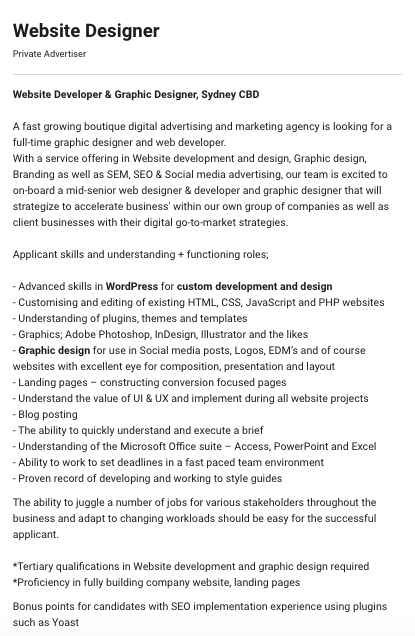 Website Designer
Private Advertiser
Website Developer & Graphic Designer, Sydney CBD
A fast growing boutique digital advertising and marketing agency is looking for a
full-time graphic designer and web developer.
With a service offering in Website development and design, Graphic design,
Branding as well as SEM, SEO & Social media advertising, our team is excited to
on-board a mid-senior web designer & developer and graphic designer that will
strategize to accelerate business' within our own group of companies as well as
client businesses with their digital go-to-market strategies.
Applicant skills and understanding + functioning roles;
- Advanced skills in WordPress for custom development and design
- Customising and editing of existing HTML, CSS, JavaScript and PHP websites
- Understanding of plugins, themes and templates
- Graphics; Adobe Photoshop, InDesign, Illustrator and the likes
- Graphic design for use in Social media posts, Logos, EDM’s and of course
websites with excellent eye for composition, presentation and layout
- Landing pages – constructing conversion focused pages
- Understand the value of UI & UX and implement during all website projects
- Blog posting
- The ability to quickly understand and execute a brief
- Understanding of the Microsoft Office suite – Access, PowerPoint and Excel
- Ability to work to set deadlines in a fast paced team environment
- Proven record of developing and working to style guides
The ability to juggle a number of jobs for various stakeholders throughout the
business and adapt to changing workloads should be easy for the successful
applicant.
*Tertiary qualifications in Website development and graphic design required
*Proficiency in fully building company website, landing pages
Bonus points for candidates with SEO implementation experience using plugins
such as Yoast